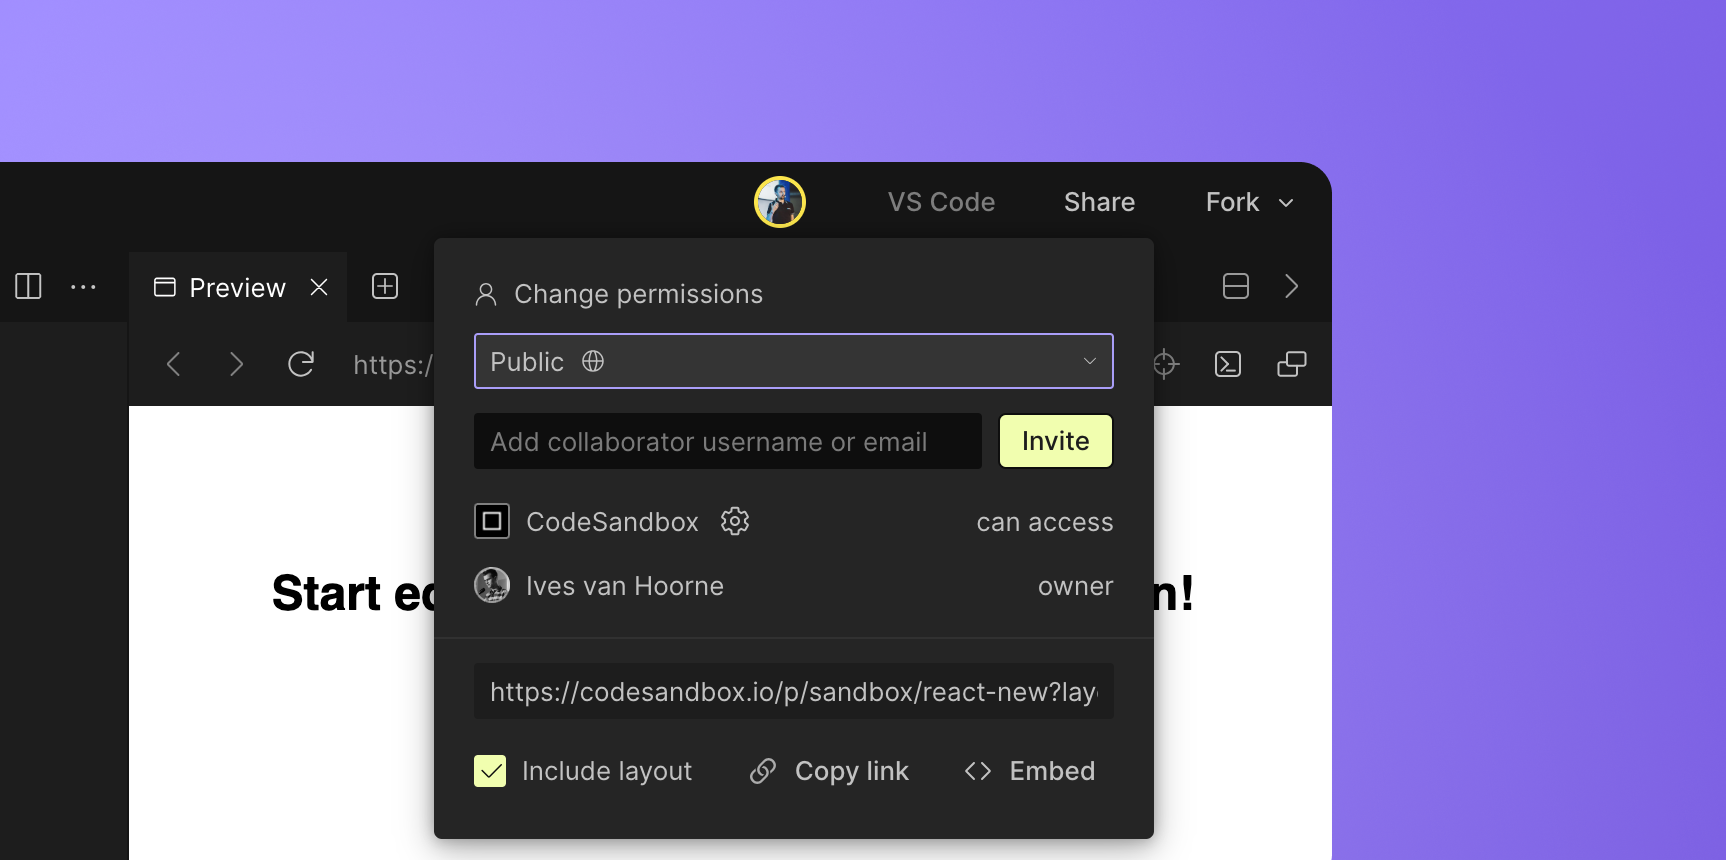 VS Code Share Fork
Preview
https:/
Change permissions
Public
Add collaborator username or email Invite
CodeSandbox can access
Ives van Hoorne owner
Start
n!
https://codesandbox.io/p/sandbox/react-new?lay
Include layout Copy link Embed